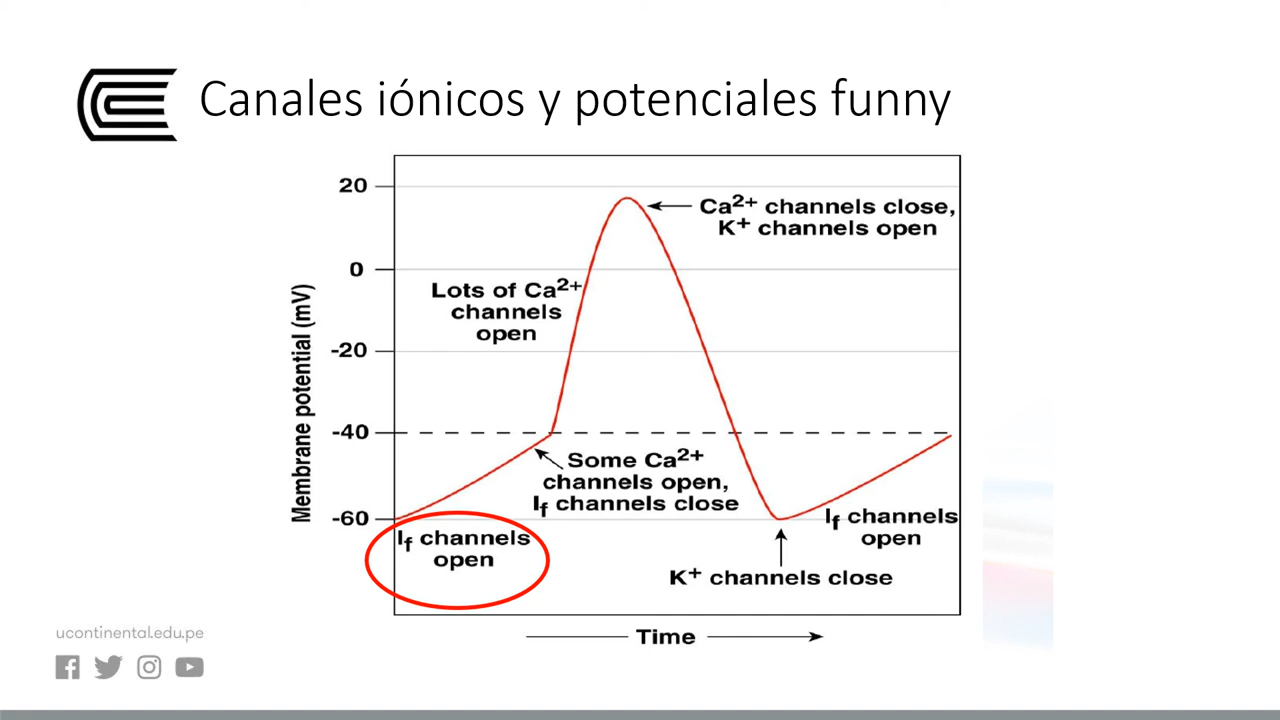 Canales iónicos y potenciales funny
20
Ca2+ channels close,
K+ channels open
0
Lots of Ca2+
channels
open
-20
Membrane potential (mV)
-40
Some Ca2+
channels open,
If channels close
-60
If channels
open
If channels
open
K+ channels close
Time
ucontinental.edu.pe